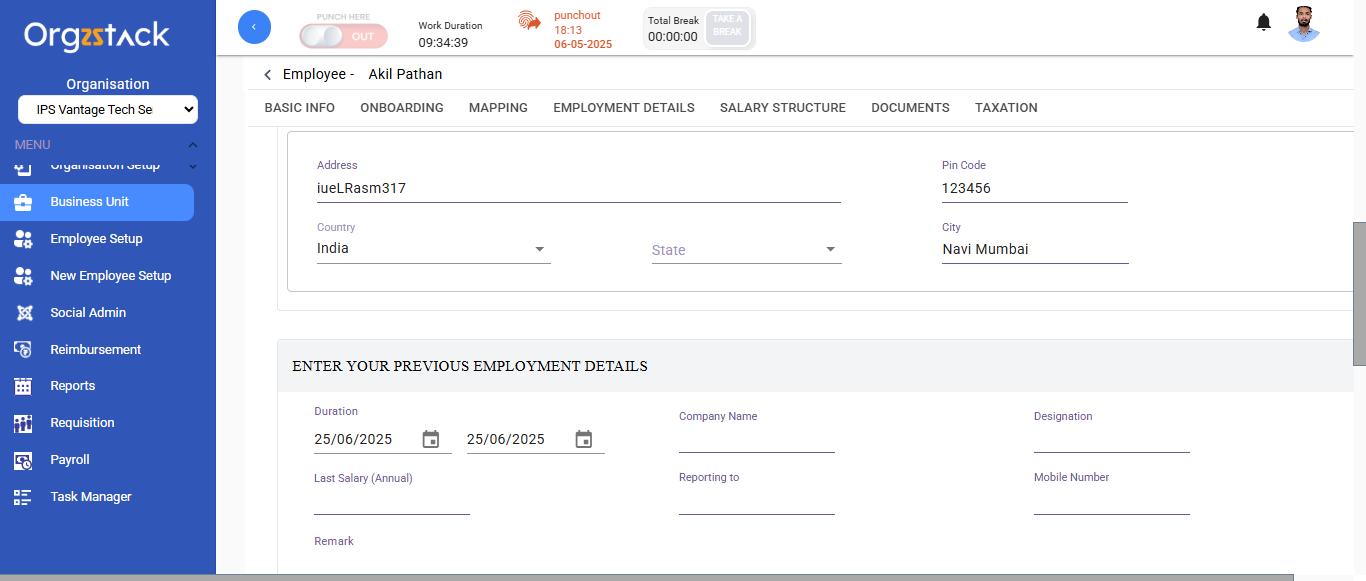 Orgzstack
Organisation
IPS Vantage Tech Se
MENU
Organisation Setup
Business Unit
Employee Setup
New Employee Setup
Social Admin
Reimbursement
Reports
Requisition
Payroll
Task Manager
PUNCH HERE
OUT
Work Duration
09:34:39
punchout
18:13
06-05-2025
Total Break
00:00:00
TAKE A
BREAK
Employee - Akil Pathan
BASIC INFO ONBOARDING MAPPING EMPLOYMENT DETAILS SALARY STRUCTURE DOCUMENTS TAXATION
Address Pin Code
iueLRasm317 123456
Country City
India State Navi Mumbai
ENTER YOUR PREVIOUS EMPLOYMENT DETAILS
Duration Company Name Designation
25/06/2025 25/06/2025
Last Salary (Annual) Reporting to Mobile Number
Remark